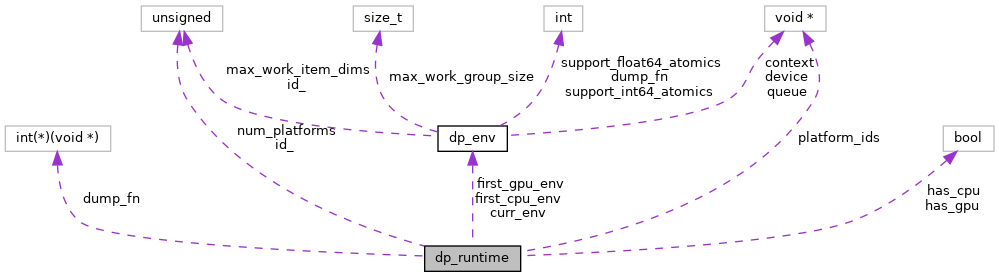 unsigned
size_t
int
void *
max_work_item_dims
id_
max_work_group_size
support_float64_atomics
dump_fn
support_int64_atomics
context
device
queue
int(*)(void *)
num_platforms
id_
dp_env
platform_ids
bool
dump_fn
first_gpu_env
first_cpu_env
curr_env
has_cpu
has_gpu
dp_runtime